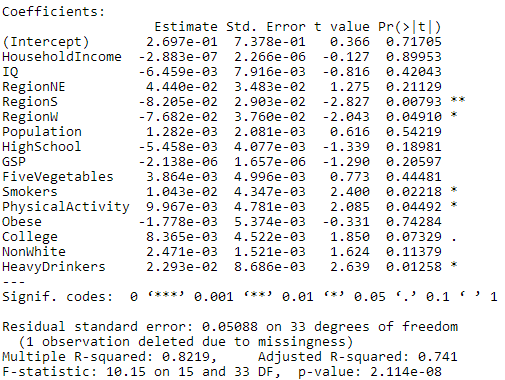 Coefficients:
Estimate Std. Error t value Pr(>|t|)
(Intercept) 2.697e-01 7.378e-01 0.366 0.71705
HouseholdIncome -2.883e-07 2.266e-06 -0.127 0.89953
IQ -6.459e-03 7.916e-03 -0.816 0.42043
RegionNE 4.440e-02 3.483e-02 1.275 0.21129
RegionS -8.205e-02 2.903e-02 -2.827 0.00793 **
RegionW -7.682e-02 3.760e-02 -2.043 0.04910 *
Population 1.282e-03 2.081e-03 0.616 0.54219
HighSchool -5.458e-03 4.077e-03 -1.339 0.18981
GSP -2.138e-06 1.657e-06 -1.290 0.20597
FiveVegetables 3.864e-03 4.996e-03 0.773 0.44481
Smokers 1.043e-02 4.347e-03 2.400 0.02218 *
PhysicalActivity 9.967e-03 4.781e-03 2.085 0.04492 *
Obese -1.778e-03 5.374e-03 -0.331 0.74284
College 8.365e-03 4.522e-03 1.850 0.07329 .
NonWhite 2.471e-03 1.521e-03 1.624 0.11379
HeavyDrinkers 2.293e-02 8.686e-03 2.639 0.01258 *
---
Signif. codes: 0 ‘***’ 0.001 ‘**’ 0.01 ‘*’ 0.05 ‘.’ 0.1 ‘ ’ 1
Residual standard error: 0.05088 on 33 degrees of freedom
(1 observation deleted due to missingness)
Multiple R-squared: 0.8219, Adjusted R-squared: 0.741
F-statistic: 10.15 on 15 and 33 DF, p-value: 2.114e-08